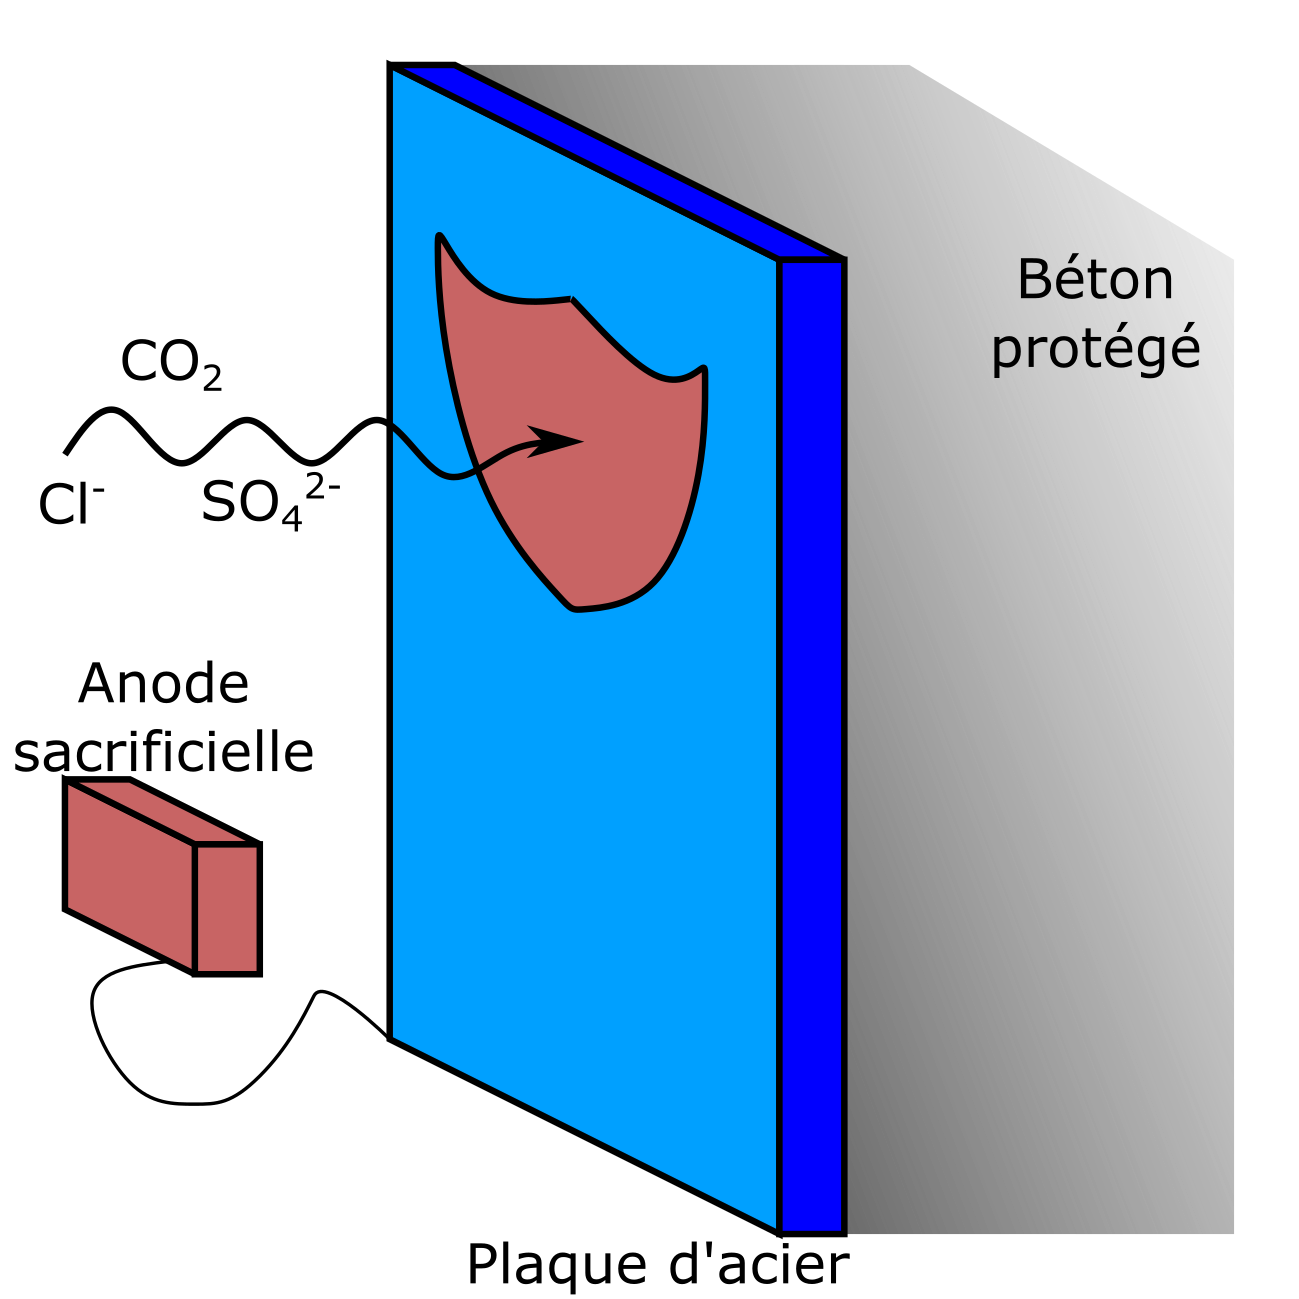 Béton
protégé
CO₂
Cl⁻ SO₄²⁻
Anode
sacrificielle
Plaque d'acier